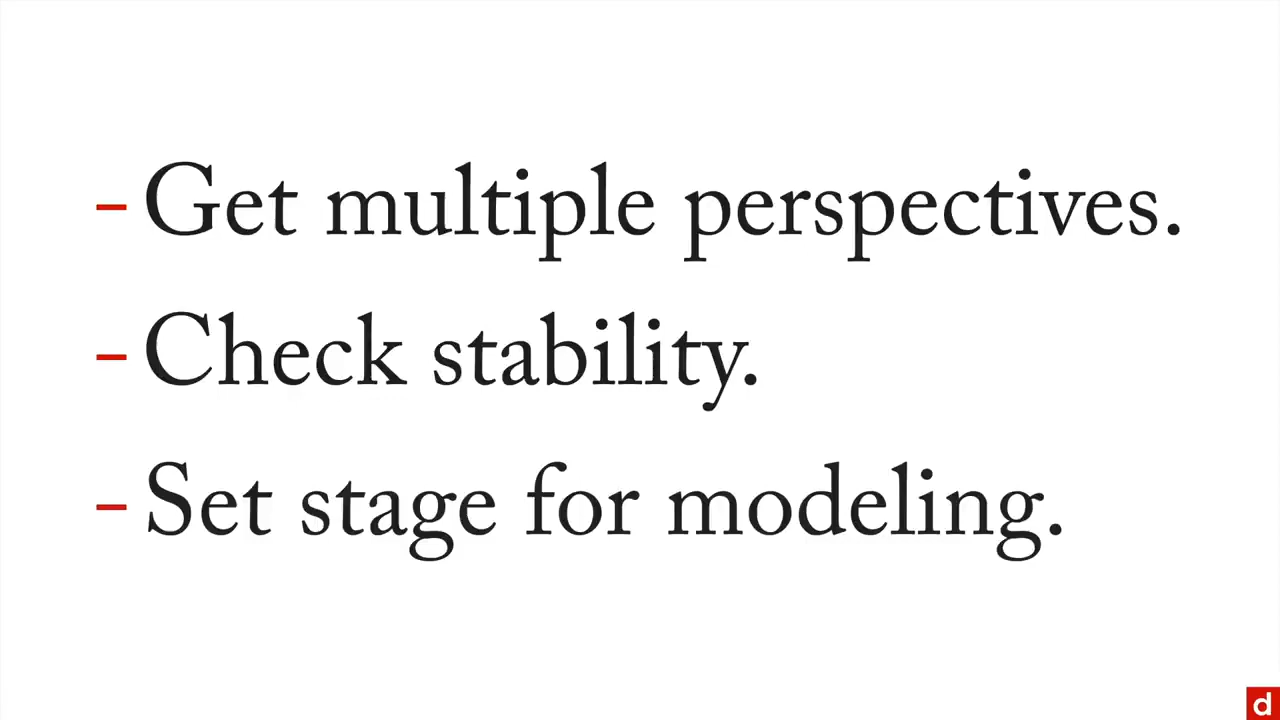 - Get multiple perspectives.
- Check stability.
- Set stage for modeling.
d